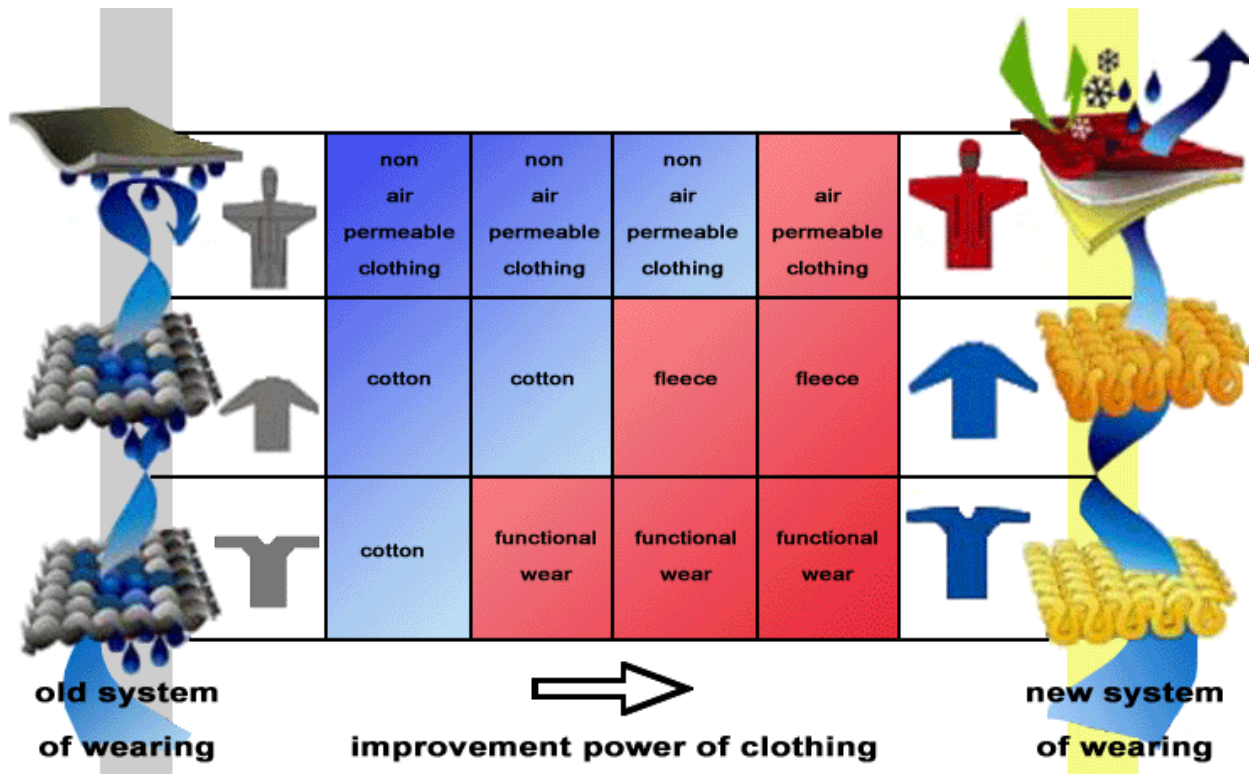 non
air
permeable
clothing
non
air
permeable
clothing
non
air
permeable
clothing
air
permeable
clothing
cotton
cotton
fleece
fleece
cotton
functional
wear
functional
wear
functional
wear
old system
of wearing
improvement power of clothing
new system
of wearing